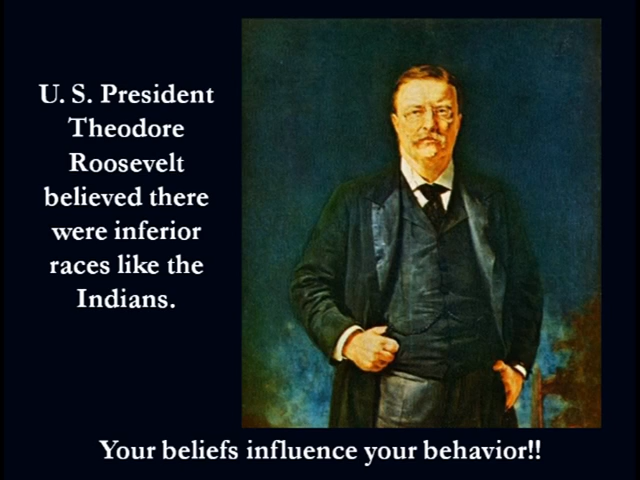 U. S. President
Theodore
Roosevelt
believed there
were inferior
races like the
Indians.
Your beliefs influence your behavior!!